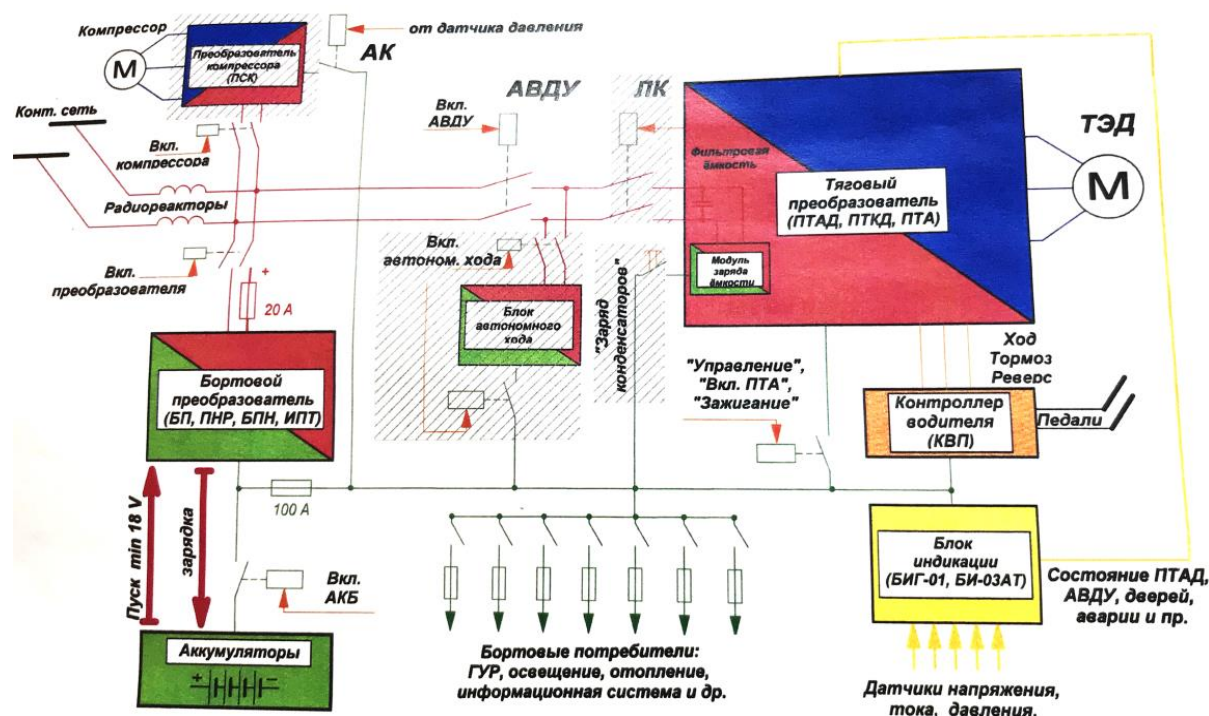 Компрессор
M
Преобразователь
компрессора
(ПСК)
от датчика давления
АК
Конт. сеть
Вкл.
компрессора
Вкл.
АВДУ
АВДУ
ЛК
ТЭД
M
Фильтровая
ёмкость
Тяговый
преобразователь
(ПТАД, ПТКД, ПТА)
Радиореакторы
Вкл.
преобразователя
+
20 А
Вкл.
автоном. хода
Модуль
заряда
ёмкости
Блок
автономного
хода
"Заряд
конденсаторов"
Ход
Тормоз
Реверс
"Управление",
"Вкл. ПТА",
"Зажигание"
Бортовой
преобразователь
(БП, ПНР, БПН, ИПТ)
Контроллер
водителя
(КВП)
Педали
100 А
Пуск min 18 V
зарядка
Вкл.
АКБ
Блок
индикации
(БИГ-01, БИ-03АТ)
Состояние ПТАД,
АВДУ, дверей,
аварии и пр.
Аккумуляторы
+ −
Бортовые потребители:
ГУР, освещение, отопление,
информационная система и др.
Датчики напряжения,
тока, давления,